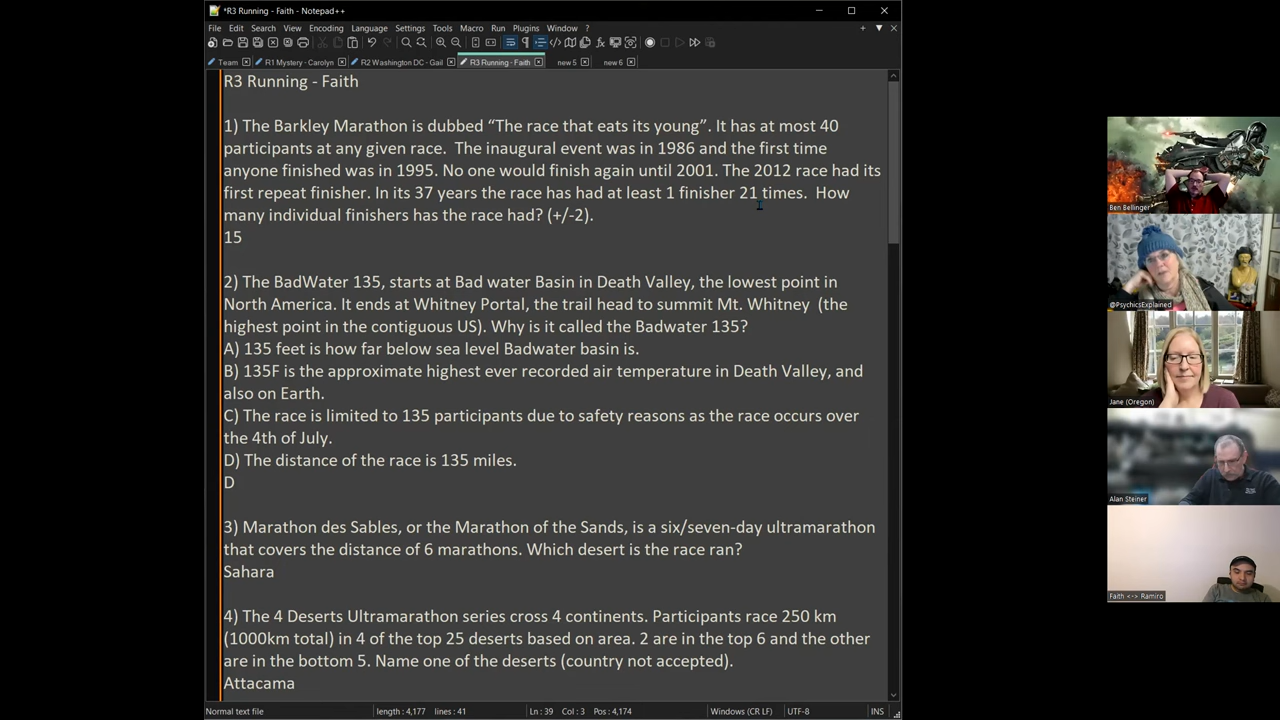 *R3 Running - Faith - Notepad++
File Edit Search View Encoding Language Settings Tools Macro Run Plugins Window ?
Team R1 Mystery - Carolyn R2 Washington DC - Gail R3 Running - Faith new 5 new 6
R3 Running - Faith
1) The Barkley Marathon is dubbed “The race that eats its young”. It has at most 40
participants at any given race.  The inaugural event was in 1986 and the first time
anyone finished was in 1995. No one would finish again until 2001. The 2012 race had its
first repeat finisher. In its 37 years the race has had at least 1 finisher 21 times.  How
many individual finishers has the race had? (+/-2).
15
2) The BadWater 135, starts at Bad water Basin in Death Valley, the lowest point in
North America. It ends at Whitney Portal, the trail head to summit Mt. Whitney  (the
highest point in the contiguous US). Why is it called the Badwater 135?
A) 135 feet is how far below sea level Badwater basin is.
B) 135F is the approximate highest ever recorded air temperature in Death Valley, and
also on Earth.
C) The race is limited to 135 participants due to safety reasons as the race occurs over
the 4th of July.
D) The distance of the race is 135 miles.
D
3) Marathon des Sables, or the Marathon of the Sands, is a six/seven-day ultramarathon
that covers the distance of 6 marathons. Which desert is the race ran?
Sahara
4) The 4 Deserts Ultramarathon series cross 4 continents. Participants race 250 km
(1000km total) in 4 of the top 25 deserts based on area. 2 are in the top 6 and the other
are in the bottom 5. Name one of the deserts (country not accepted).
Attacama
Normal text file length : 4,177 lines : 41 Ln : 39 Col : 3 Pos : 4,174 Windows (CR LF) UTF-8 INS
Ben Bellinger
@PsychicsExplained
Jane (Oregon)
Alan Steiner
Faith <-> Ramiro